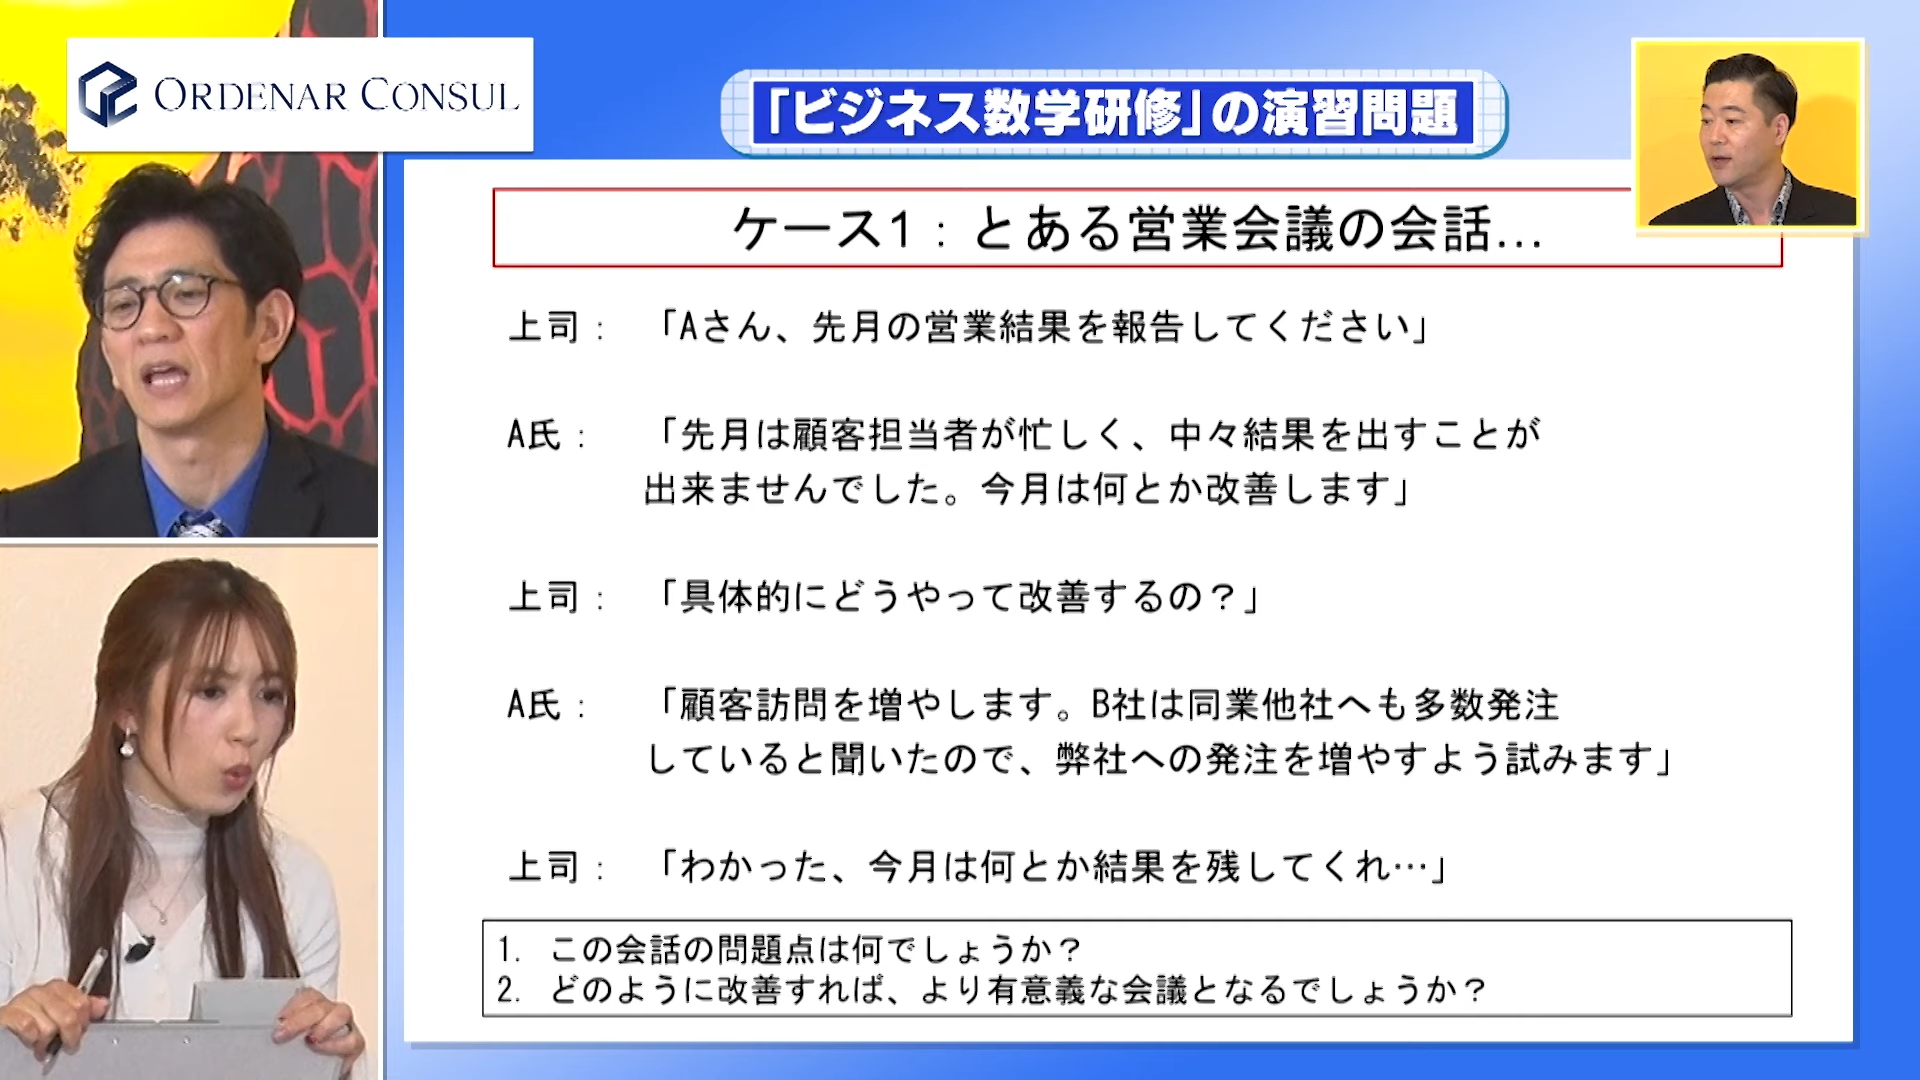 ORDENAR CONSUL
「ビジネス数学研修」の演習問題
ケース1：とある営業会議の会話…
上司：「Aさん、先月の営業結果を報告してください」
A氏：「先月は顧客担当者が忙しく、中々結果を出すことが
出来ませんでした。今月は何とか改善します」
上司：「具体的にどうやって改善するの？」
A氏：「顧客訪問を増やします。B社は同業他社へも多数発注
していると聞いたので、弊社への発注を増やすよう試みます」
上司：「わかった、今月は何とか結果を残してくれ…」
1. この会話の問題点は何でしょうか？
2. どのように改善すれば、より有意義な会議となるでしょうか？